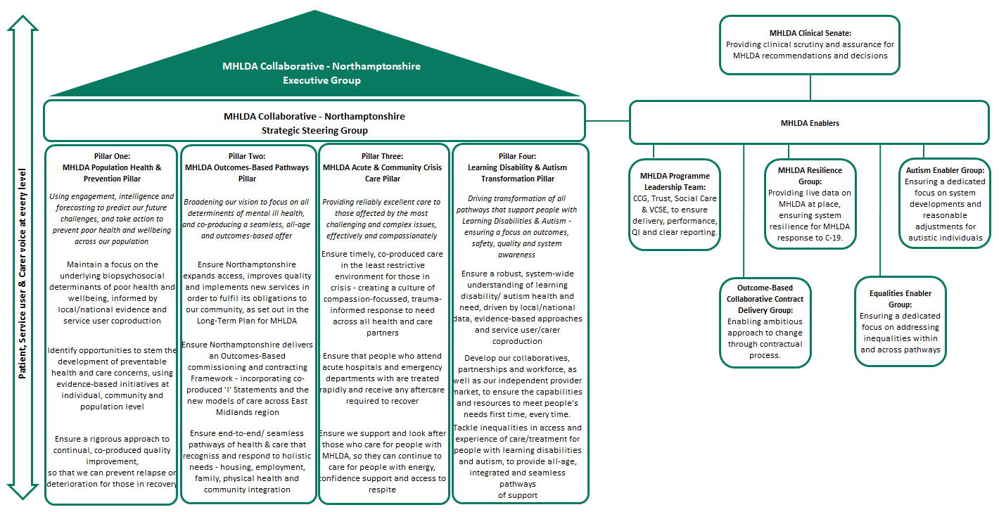 Patient, Service user & Carer voice at every level
MHLDA Collaborative - Northamptonshire
Executive Group
MHLDA Collaborative - Northamptonshire
Strategic Steering Group
Pillar One:
MHLDA Population Health &
Prevention Pillar
Using engagement, intelligence and
forecasting to predict our future
challenges, and take action to
prevent poor health and wellbeing
across our population
Maintain a focus on the
underlying biopsychosocial
determinants of poor health and
wellbeing, informed by
local/national evidence and
service user coproduction
Identify opportunities to stem the
development of preventable
health and care concerns, using
evidence-based initiatives at
individual, community and
population level
Ensure a rigorous approach to
continual, co-produced quality
improvement,
so that we can prevent relapse or
deterioration for those in recovery
Pillar Two:
MHLDA Outcomes-Based Pathways
Pillar
Broadening our vision to focus on all
determinents of mental ill health,
and co-producing a seamless, all-age
and outcomes-based offer
Ensure Northamptonshire
expands access, improves quality
and implements new services in
order to fulfil its obligations to
our community, as set out in the
Long-Term Plan for MHLDA
Ensure Northamptonshire delivers
an Outcomes-Based
commissioning and contracting
Framework - incorporating co-
produced 'I' Statements and the
new models of care across East
Midlands region
Ensure end-to-end/ seamless
pathways of health & care that
recogniss and respond to holistic
needs - housing, employment,
family, physical health and
community integration
Pillar Three:
MHLDA Acute & Community Crisis
Care Pillar
Providing reliably excellent care to
those affected by the most
challenging and complex issues,
effectively and compassionately
Ensure timely, co-produced care
in the least restrictive
environment for those in
crisis - creating a culture of
compassion-focussed, trauma-
informed response to need
across all health and care
partners
Ensure that people who attend
acute hospitals and emergency
departments with are treated
rapidly and receive any aftercare
required to recover
Ensure we support and look after
those who care for people with
MHLDA, so they can continue to
care for people with energy,
confidence support and access to
respite
Pillar Four:
Learning Disability & Autism
Transformation Pillar
Driving transformation of all
pathways that support people with
Learning Disabilities & Autism -
ensuring a focus on outcomes,
safety, quality and system
awareness
Ensure a robust, system-wide
understanding of learning
disability/ autism health and
need, driven by local/national
data, evidence-based approaches
and service user/carer
coproduction
Develop our collaboratives,
partnerships and workforce, as
well as our independent provider
market, to ensure the capabilities
and resources to meet people's
needs first time, every time.
Tackle inequalities in access and
experience of care/treatment for
people with learning disabilities
and autism, to provide all-age,
integrated and seamless
pathways
of support
MHLDA Clinical Senate:
Providing clinical scrutiny and assurance for
MHLDA recommendations and decisions
MHLDA Enablers
MHLDA Programme
Leadership Team:
CCG, Trust, Social Care
& VCSE, to ensure
delivery, performance,
QI and clear reporting.
MHLDA Resilience
Group:
Providing live data on
MHLDA at place,
ensuring system
resilience for MHLDA
response to C-19.
Autism Enabler Group:
Ensuring a dedicated
focus on system
developments and
reasonable
adjustments for
autistic individuals
Outcome-Based
Collaborative Contract
Delivery Group:
Enabling ambitious
approach to change
through contractual
process.
Equalities Enabler
Group:
Ensuring a dedicated
focus on addressing
inequalities within
and across pathways